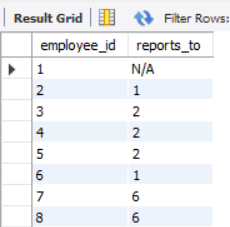 Result Grid Filter Rows:
employee_id reports_to
1 N/A
2 1
3 2
4 2
5 2
6 1
7 6
8 6